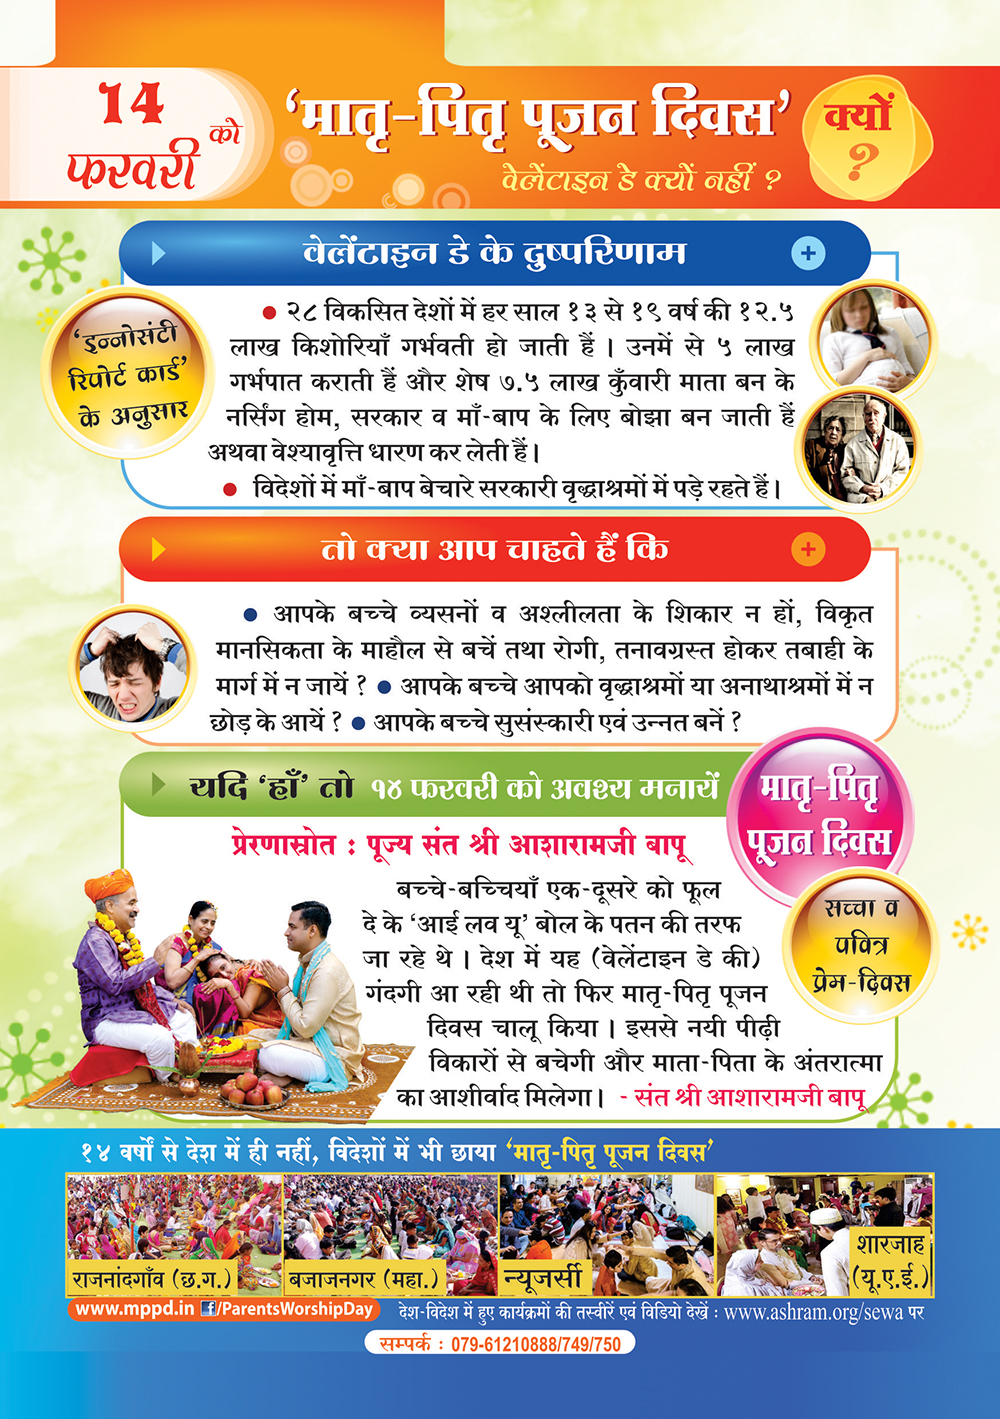 14
फरवरी
को
‘मातृ-पितृ पूजन दिवस’
क्यों
?
वेलेंटाइन डे क्यों नहीं ?
वेलेंटाइन डे के दुष्परिणाम
‘इन्नोसंटी
रिपोर्ट कार्ड’
के अनुसार
● २८ विकसित देशों में हर साल १३ से १९ वर्ष की १२.५
लाख किशोरियाँ गर्भवती हो जाती हैं । उनमें से ५ लाख
गर्भपात कराती हैं और शेष ७.५ लाख कुँवारी माता बन के
नर्सिंग होम, सरकार व माँ-बाप के लिए बोझा बन जाती हैं
अथवा वेश्यावृत्ति धारण कर लेती हैं।
● विदेशों में माँ-बाप बेचारे सरकारी वृद्धाश्रमों में पड़े रहते हैं।
तो क्या आप चाहते हैं कि
● आपके बच्चे व्यसनों व अश्लीलता के शिकार न हों, विकृत
मानसिकता के माहौल से बचें तथा रोगी, तनावग्रस्त होकर तबाही के
मार्ग में न जायें ? ● आपके बच्चे आपको वृद्धाश्रमों या अनाथाश्रमों में न
छोड़ के आयें ? ● आपके बच्चे सुसंस्कारी एवं उन्नत बनें ?
यदि ‘हाँ’ तो १४ फरवरी को अवश्य मनायें
मातृ-पितृ
पूजन दिवस
प्रेरणास्रोत : पूज्य संत श्री आशारामजी बापू
सच्चा व
पवित्र
प्रेम-दिवस
बच्चे-बच्चियाँ एक-दूसरे को फूल
दे के ‘आई लव यू’ बोल के पतन की तरफ
जा रहे थे । देश में यह (वेलेंटाइन डे की)
गंदगी आ रही थी तो फिर मातृ-पितृ पूजन
दिवस चालू किया । इससे नयी पीढ़ी
विकारों से बचेगी और माता-पिता के अंतरात्मा
का आशीर्वाद मिलेगा। - संत श्री आशारामजी बापू
१४ वर्षों से देश में ही नहीं, विदेशों में भी छाया ‘मातृ-पितृ पूजन दिवस’
राजनांदगाँव (छ.ग.)
बजाजनगर (महा.)
न्यूजर्सी
शारजाह
(यू.ए.ई.)
www.mppd.in f/ParentsWorshipDay
देश-विदेश में हुए कार्यक्रमों की तस्वीरें एवं विडियो देखें : www.ashram.org/sewa पर
सम्पर्क : 079-61210888/749/750